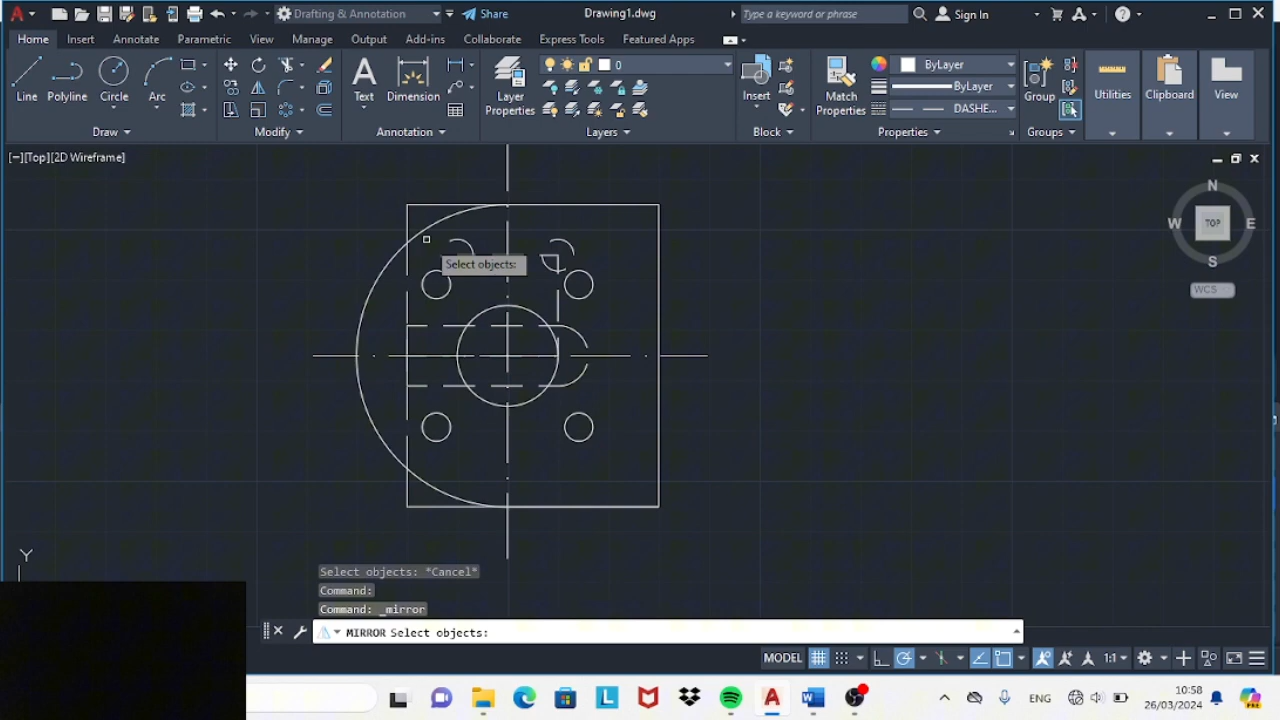 Drafting & Annotation
Share
Drawing1.dwg
Type a keyword or phrase
Sign In
Home Insert Annotate Parametric View Manage Output Add-ins Collaborate Express Tools Featured Apps
Line Polyline Circle Arc
Text Dimension
Layer Properties
0
Insert
Match Properties
ByLayer
ByLayer
DASHE...
Group
Utilities
Clipboard
View
Draw Modify Annotation Layers Block Properties Groups
[−][Top][2D Wireframe]
N
W TOP E
S
WCS
Select objects:
Y
Select objects: *Cancel*
Command:
Command: _mirror
MIRROR Select objects:
MODEL
1:1
ENG
10:58
26/03/2024